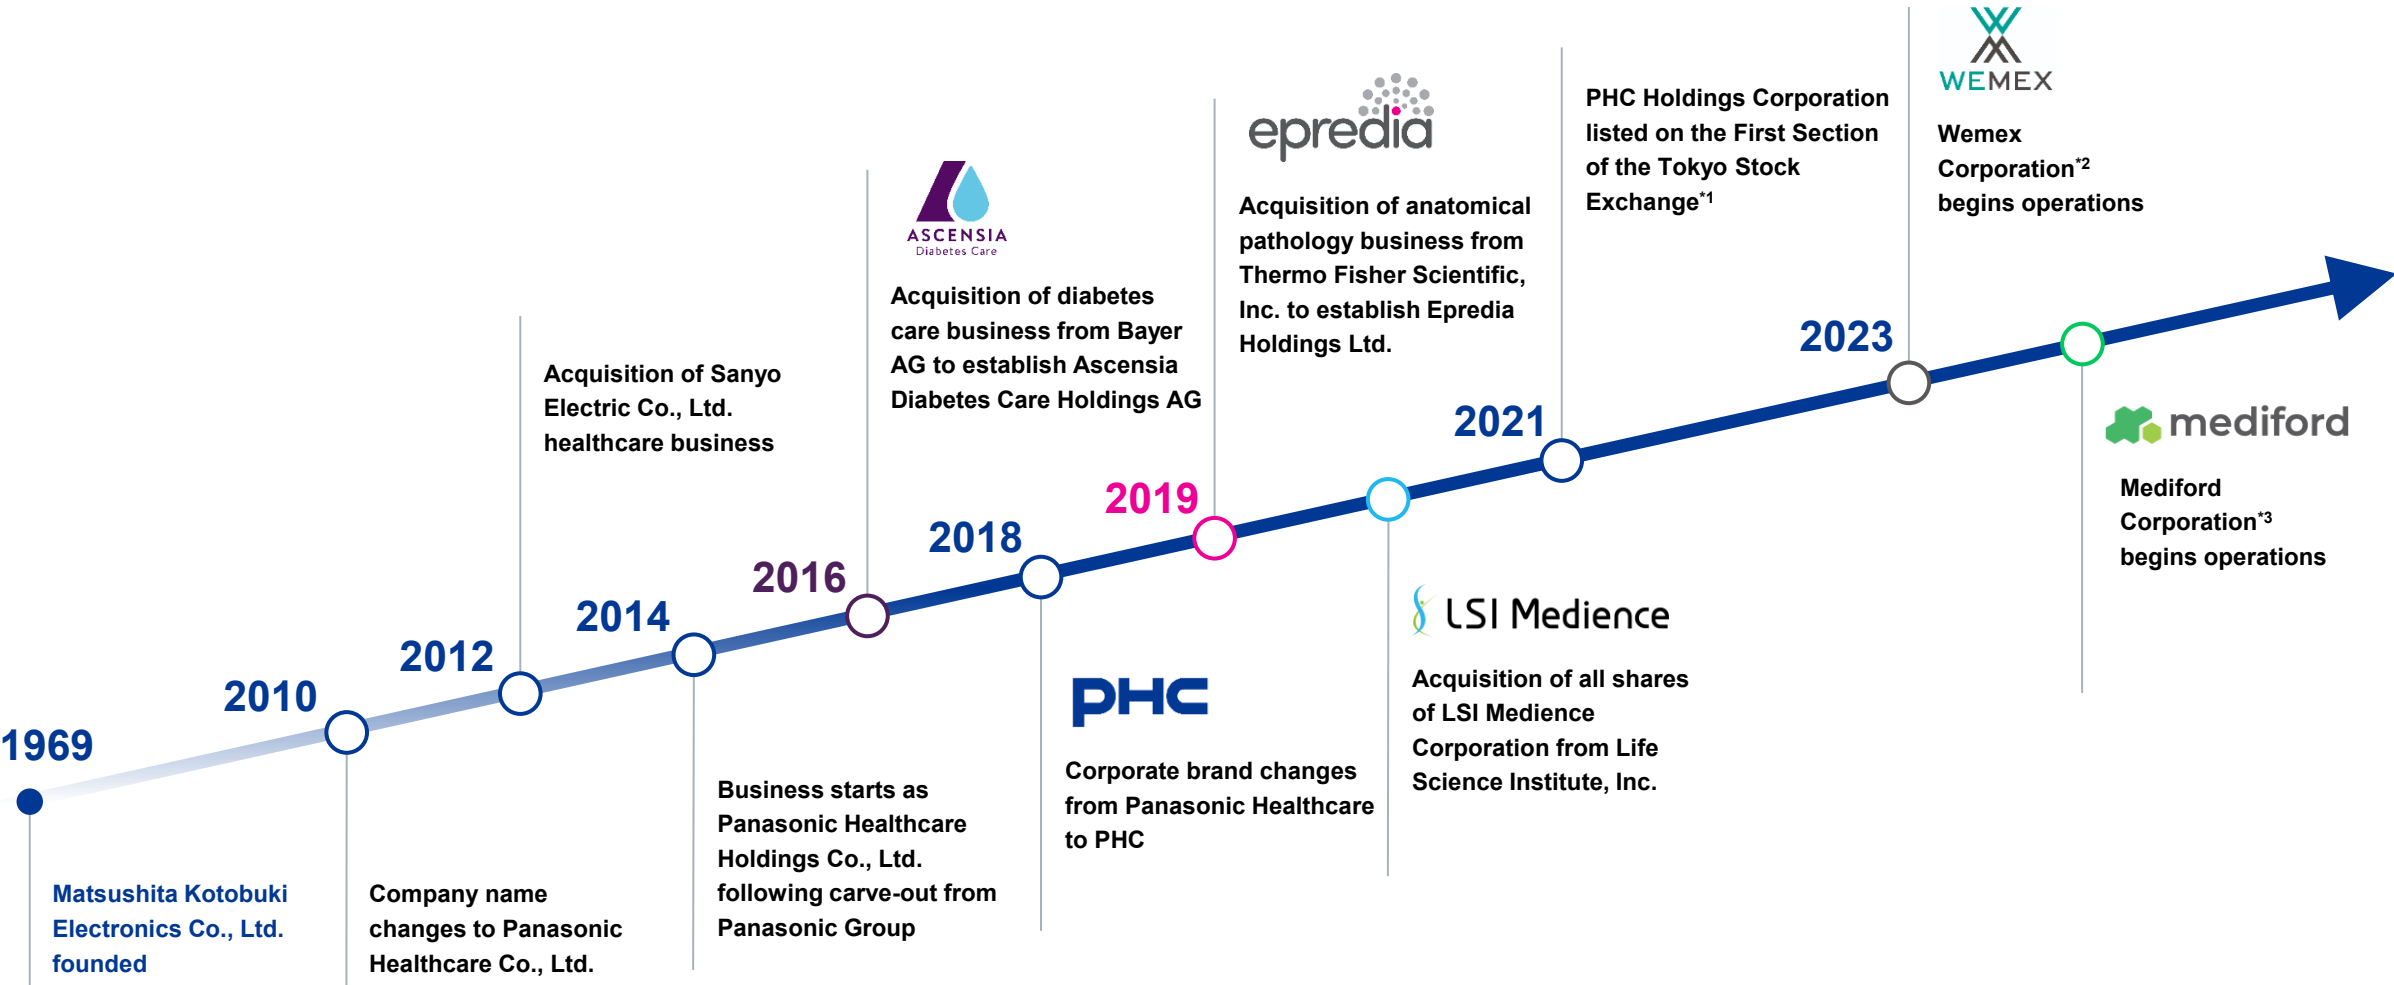 1969
Matsushita Kotobuki
Electronics Co., Ltd.
founded
2010
Company name
changes to Panasonic
Healthcare Co., Ltd.
2012
Acquisition of Sanyo
Electric Co., Ltd.
healthcare business
2014
Business starts as
Panasonic Healthcare
Holdings Co., Ltd.
following carve-out from
Panasonic Group
2016
ASCENSIA
Diabetes Care
Acquisition of diabetes
care business from Bayer
AG to establish Ascensia
Diabetes Care Holdings AG
2018
PHC
Corporate brand changes
from Panasonic Healthcare
to PHC
2019
epredia
Acquisition of anatomical
pathology business from
Thermo Fisher Scientific,
Inc. to establish Epredia
Holdings Ltd.
LSI Medience
Acquisition of all shares
of LSI Medience
Corporation from Life
Science Institute, Inc.
2021
PHC Holdings Corporation
listed on the First Section
of the Tokyo Stock
Exchange*1
2023
WEMEX
Wemex
Corporation*2
begins operations
mediford
Mediford
Corporation*3
begins operations